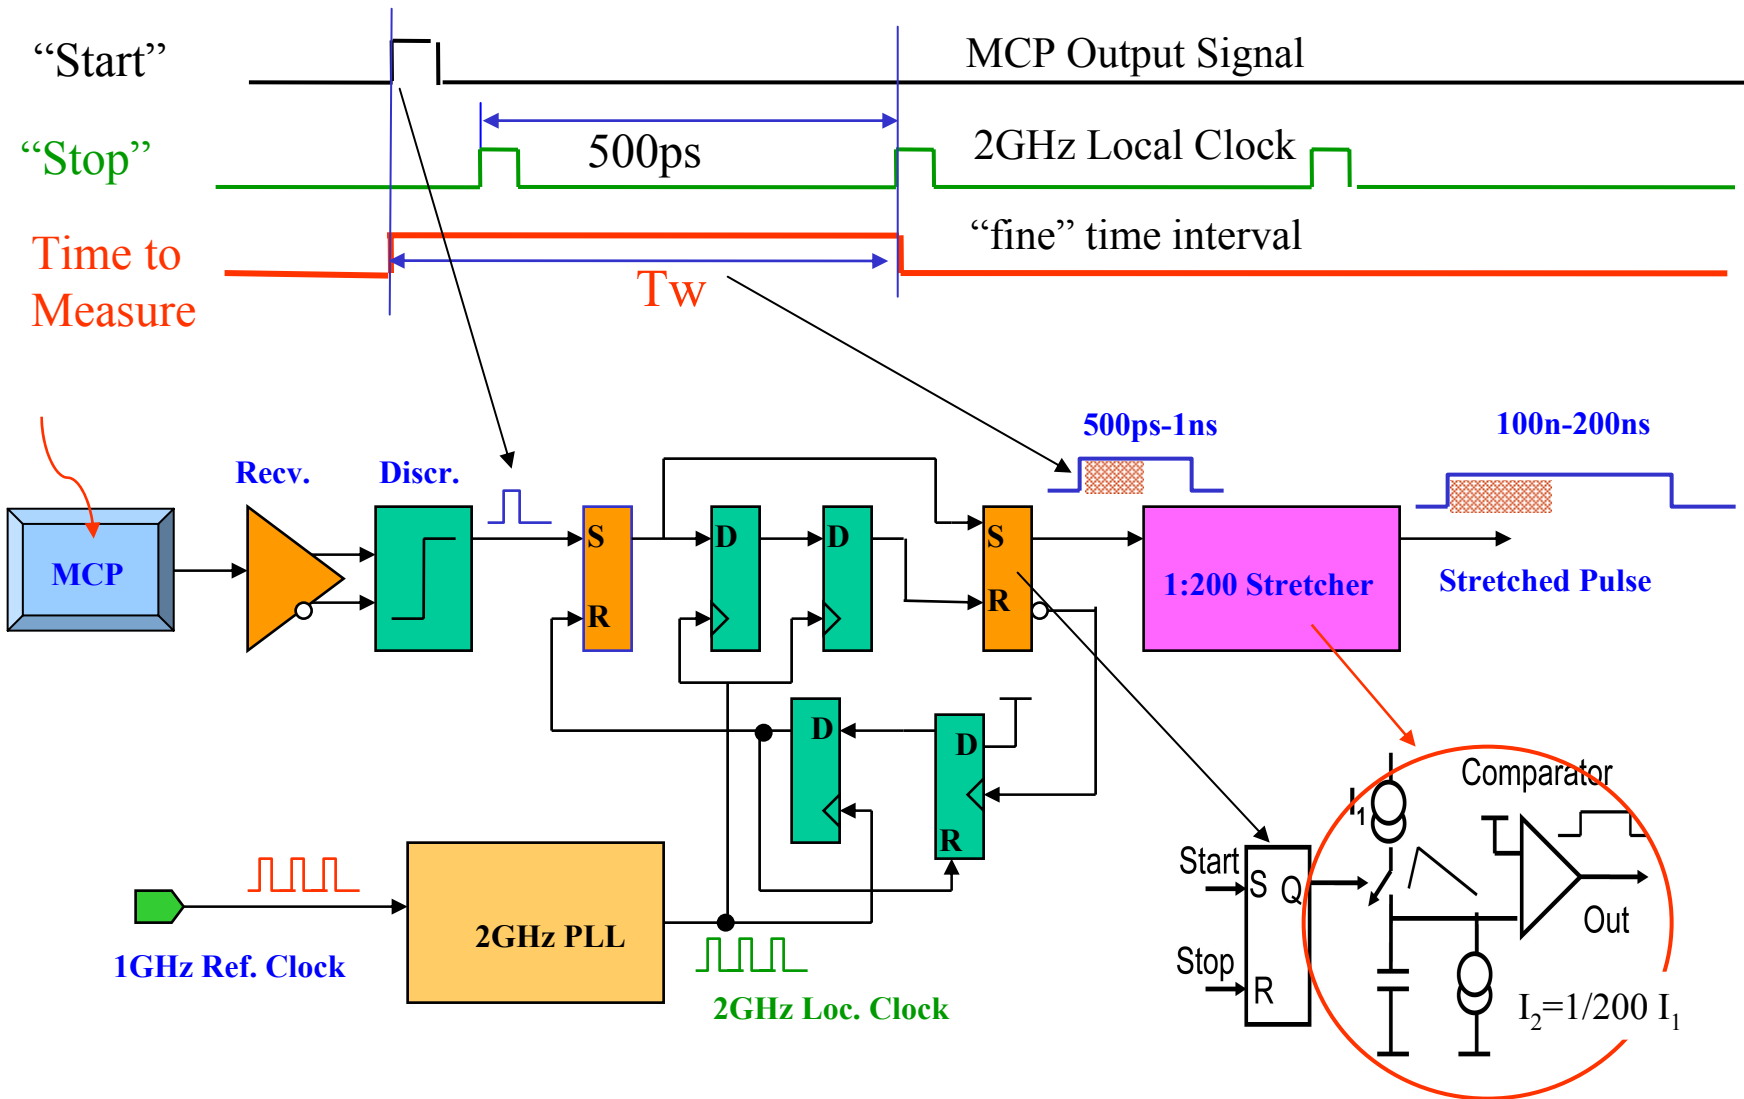 “Start”
MCP Output Signal
“Stop”
500ps
2GHz Local Clock
Time to
Measure
“fine” time interval
Tw
500ps-1ns
100n-200ns
Recv.
Discr.
MCP
S
R
D
D
S
R
1:200 Stretcher
Stretched Pulse
D
D
R
2GHz PLL
1GHz Ref. Clock
2GHz Loc. Clock
Comparator
I₁
Start
S
Q
Stop
R
Out
I₂=1/200 I₁